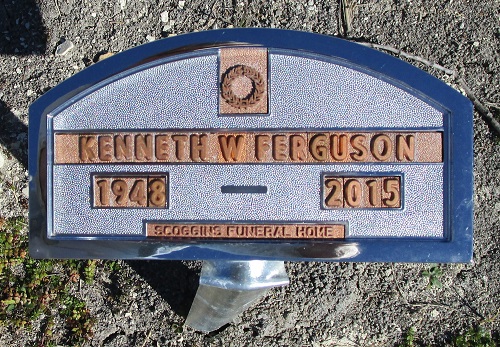 KENNETH W FERGUSON
1948 - 2015
SCOGGINS FUNERAL HOME